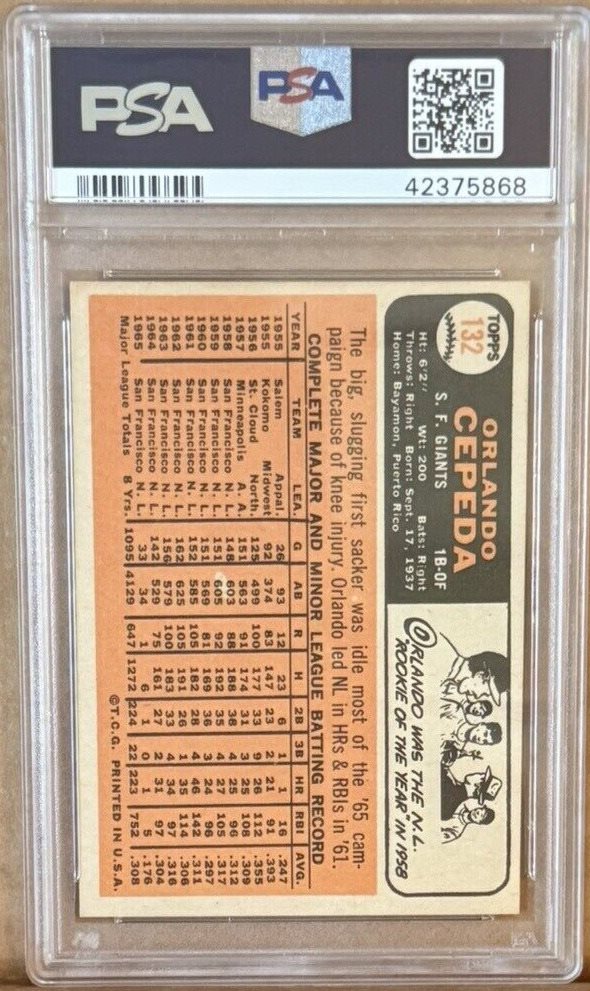 PSA
PSA
42375868
TOPPS
132
ORLANDO
CEPEDA
S. F. GIANTS 1B-OF
Ht: 6'2" Wt: 200 Bats: Right
Throws: Right Born: Sept. 17, 1937
Home: Bayamon, Puerto Rico
ORLANDO WAS THE N.L.
ROOKIE OF THE YEAR IN 1958
The big, slugging first sacker was idle most of the '65 cam-
paign because of knee injury. Orlando led NL in HRs & RBIs in '61.
COMPLETE MAJOR AND MINOR LEAGUE BATTING RECORD
YEAR TEAM LEA. G AB R H 2B 3B HR RBI AVG.
1955 Salem Appal. 26 93 12 23 6 1 1 16 .247
1955 Kokomo Midwest 92 374 83 147 23 2 21 91 .393
1956 St. Cloud North. 125 499 100 177 33 9 26 112 .355
1957 Minneapolis A. A. 151 563 91 174 31 3 25 108 .309
1958 San Francisco N. L. 148 603 88 188 38 4 25 96 .312
1959 San Francisco N. L. 151 605 92 192 35 4 27 105 .317
1960 San Francisco N. L. 151 569 81 169 36 3 24 96 .297
1961 San Francisco N. L. 152 585 105 182 28 4 46 142 .311
1962 San Francisco N. L. 162 625 105 191 26 1 35 114 .306
1963 San Francisco N. L. 156 579 100 183 33 4 34 97 .316
1964 San Francisco N. L. 142 529 75 161 27 2 31 97 .304
1965 San Francisco N. L. 33 34 1 6 1 0 1 5 .176
Major League Totals 8 Yrs. 1095 4129 647 1272 224 22 223 752 .308
©T.C.G. PRINTED IN U.S.A.